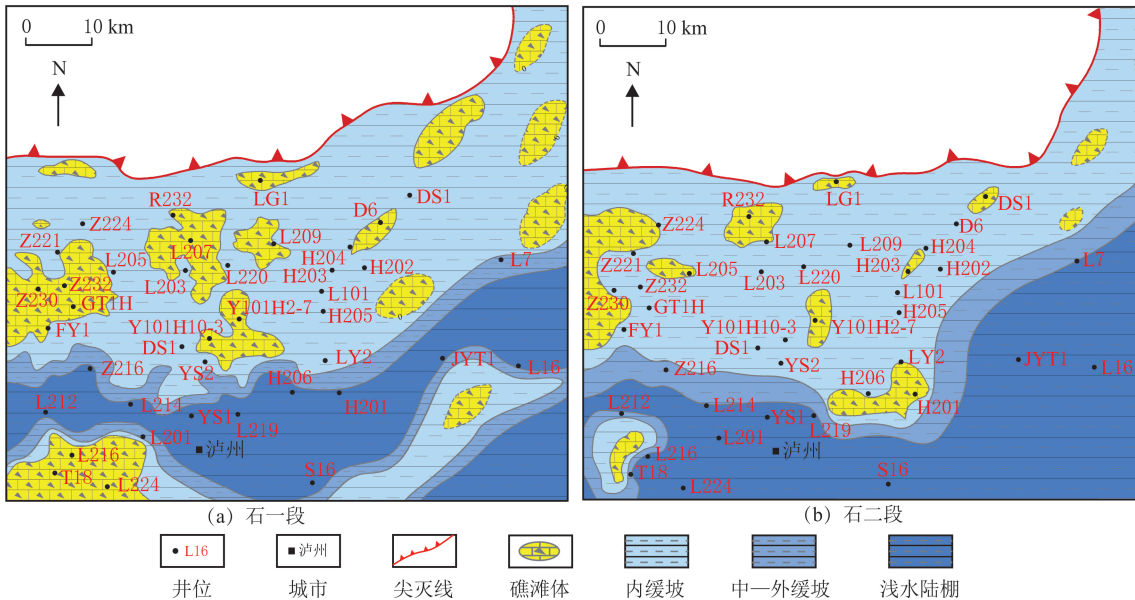 0 10 km
N
R232
LG1
DS1
D6
Z224
Z221
L207
L209
H204
L205
H203
H202
L7
Z232
L203
L220
Z230
GT1H
L101
Y101H2-7
H205
FY1
Y101H10-3
DS1
LY2
JYT1
YS2
L16
Z216
H206
L212
L214
YS1
H201
L219
L201
泸州
L216
T18
S16
L224
(a) 石一段
0 10 km
N
LG1
R232
DS1
Z224
D6
L207
L209
H204
L7
Z221
L205
H203
H202
Z232
L203
L220
Z230
L101
GT1H
H205
FY1
Y101H10-3
Y101H2-7
DS1
LY2
JYT1
Z216
YS2
L16
H206
L212
L214
YS1
H201
L219
L201
泸州
L216
T18
S16
L224
(b) 石二段
L16
泸州
井位
城市
尖灭线
礁滩体
内缓坡
中—外缓坡
浅水陆棚